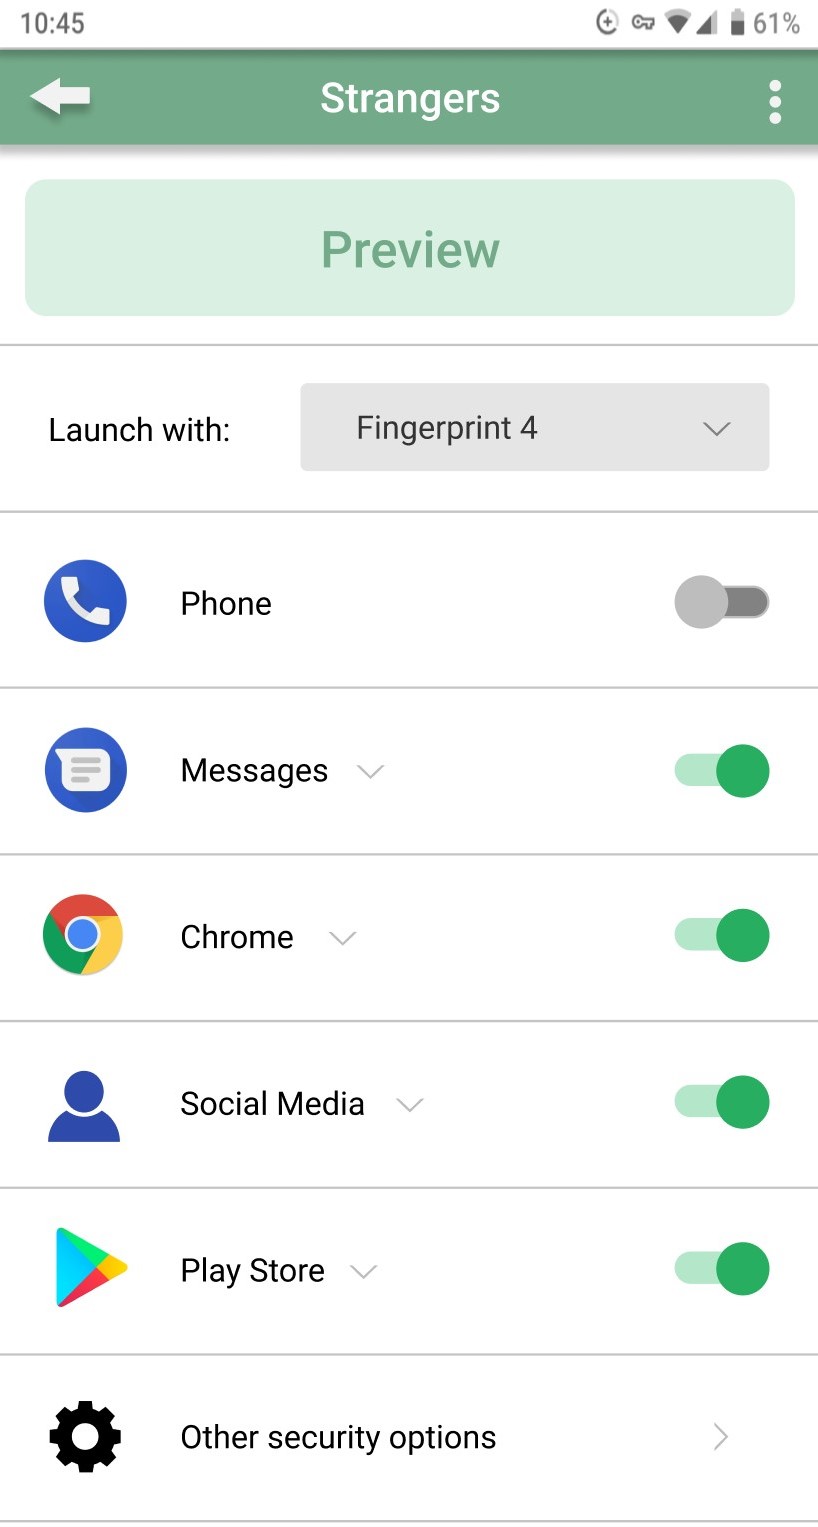 10:45
61%
Strangers
Preview
Launch with:
Fingerprint 4
Phone
Messages
Chrome
Social Media
Play Store
Other security options